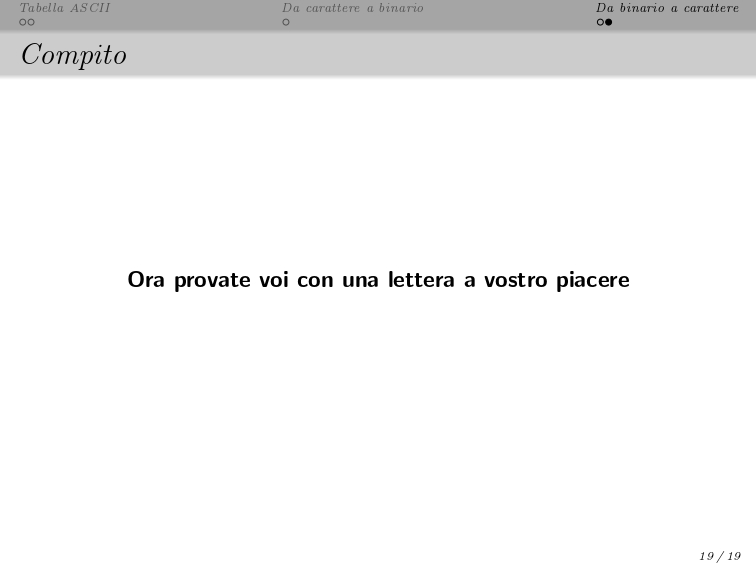 Tabella ASCII
Da carattere a binario
Da binario a carattere
Compito
Ora provate voi con una lettera a vostro piacere
19 / 19